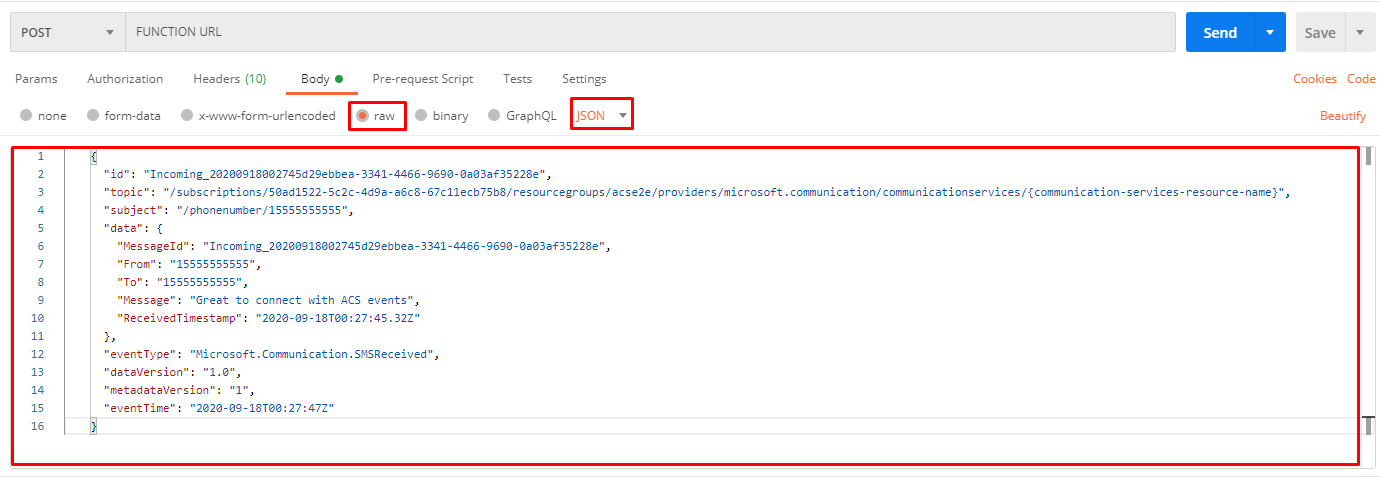 POST FUNCTION URL Send Save
Params Authorization Headers (10) Body Pre-request Script Tests Settings Cookies Code
none form-data x-www-form-urlencoded raw binary GraphQL JSON Beautify
1 {
2 "id": "Incoming_20200918002745d29ebbea-3341-4466-9690-0a03af35228e",
3 "topic": "/subscriptions/50ad1522-5c2c-4d9a-a6c8-67c11ecb75b8/resourcegroups/acse2e/providers/microsoft.communication/communicationservices/{communication-services-resource-name}",
4 "subject": "/phonenumber/15555555555",
5 "data": {
6 "MessageId": "Incoming_20200918002745d29ebbea-3341-4466-9690-0a03af35228e",
7 "From": "15555555555",
8 "To": "15555555555",
9 "Message": "Great to connect with ACS events",
10 "ReceivedTimestamp": "2020-09-18T00:27:45.32Z"
11 },
12 "eventType": "Microsoft.Communication.SMSReceived",
13 "dataVersion": "1.0",
14 "metadataVersion": "1",
15 "eventTime": "2020-09-18T00:27:47Z"
16 }